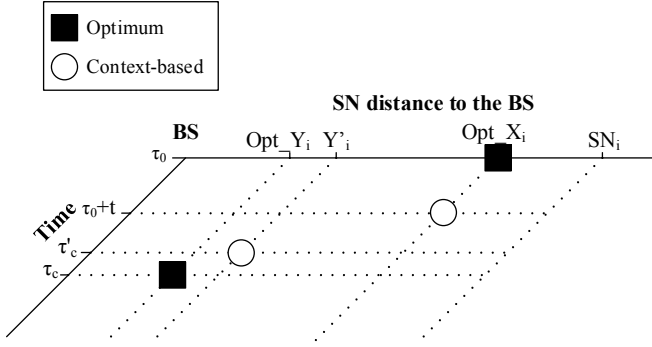 Optimum
Context-based
SN distance to the BS
BS
Opt_Yᵢ
Y’ᵢ
Opt_Xᵢ
SNᵢ
τ₀
Time
τ₀+t
τ'c
τc